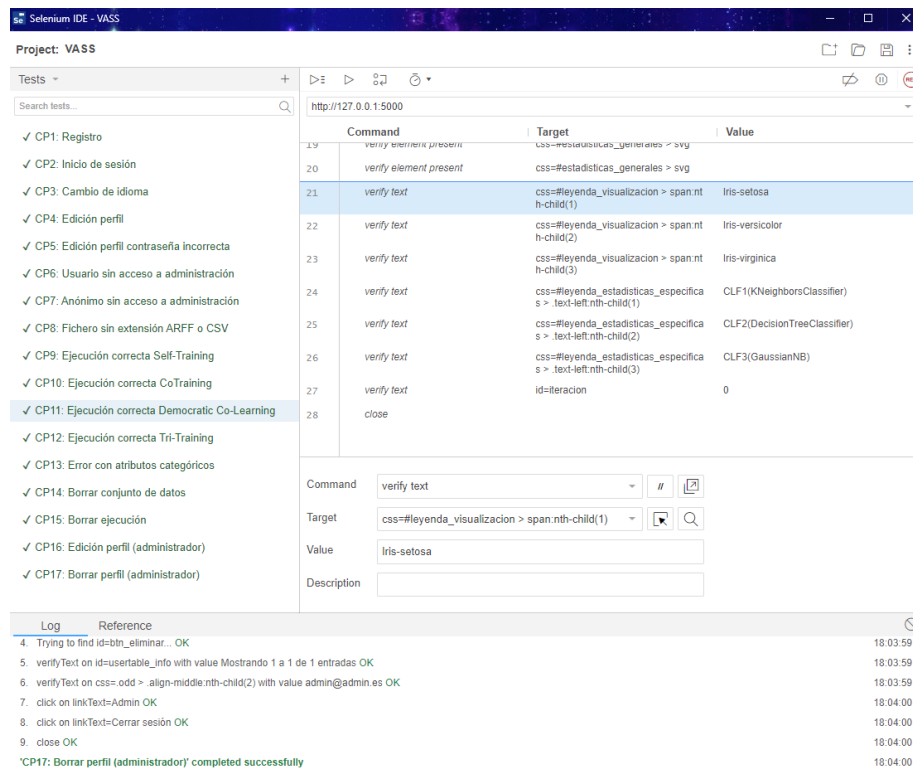 Selenium IDE - VASS
Project: VASS
Tests
Search tests...
✓ CP1: Registro
✓ CP2: Inicio de sesión
✓ CP3: Cambio de idioma
✓ CP4: Edición perfil
✓ CP5: Edición perfil contraseña incorrecta
✓ CP6: Usuario sin acceso a administración
✓ CP7: Anónimo sin acceso a administración
✓ CP8: Fichero sin extensión ARFF o CSV
✓ CP9: Ejecución correcta Self-Training
✓ CP10: Ejecución correcta CoTraining
✓ CP11: Ejecución correcta Democratic Co-Learning
✓ CP12: Ejecución correcta Tri-Training
✓ CP13: Error con atributos categóricos
✓ CP14: Borrar conjunto de datos
✓ CP15: Borrar ejecución
✓ CP16: Edición perfil (administrador)
✓ CP17: Borrar perfil (administrador)
http://127.0.0.1:5000
Command Target Value
19 verify element present css=#estadisticas_generales > svg
20 verify element present css=#estadisticas_generales > svg
21 verify text css=#leyenda_visualizacion > span:nt Iris-setosa
h-child(1)
22 verify text css=#leyenda_visualizacion > span:nt Iris-versicolor
h-child(2)
23 verify text css=#leyenda_visualizacion > span:nt Iris-virginica
h-child(3)
24 verify text css=#leyenda_estadisticas_especifica CLF1(KNeighborsClassifier)
s > .text-left:nth-child(1)
25 verify text css=#leyenda_estadisticas_especifica CLF2(DecisionTreeClassifier)
s > .text-left:nth-child(2)
26 verify text css=#leyenda_estadisticas_especifica CLF3(GaussianNB)
s > .text-left:nth-child(3)
27 verify text id=iteracion 0
28 close
Command verify text //
Target css=#leyenda_visualizacion > span:nth-child(1)
Value Iris-setosa
Description
Log Reference
4. Trying to find id=btn_eliminar... OK 18:03:59
5. verifyText on id=usertable_info with value Mostrando 1 a 1 de 1 entradas OK 18:03:59
6. verifyText on css=.odd > .align-middle:nth-child(2) with value admin@admin.es OK 18:03:59
7. click on linkText=Admin OK 18:04:00
8. click on linkText=Cerrar sesión OK 18:04:00
9. close OK 18:04:00
'CP17: Borrar perfil (administrador)' completed successfully 18:04:00